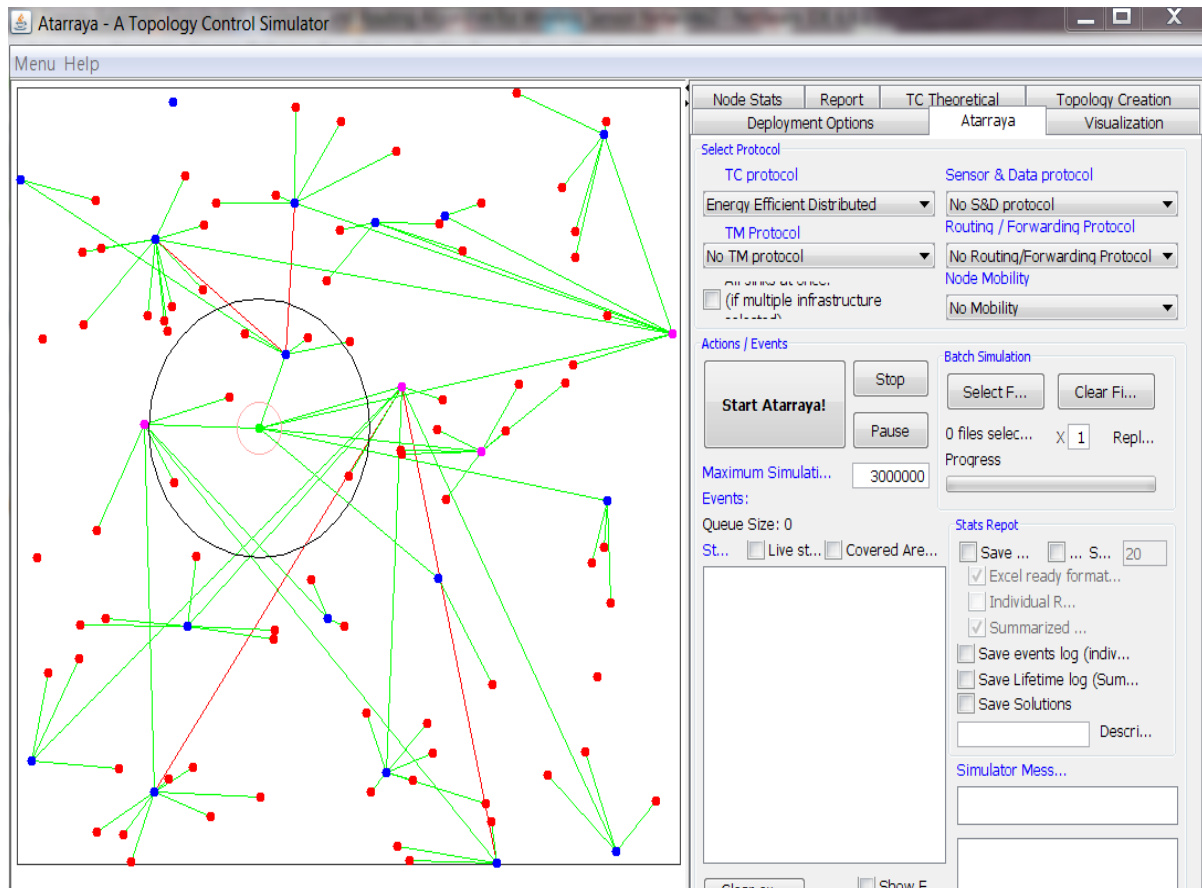 Atarraya - A Topology Control Simulator
Menu Help
Node Stats Report TC Theoretical Topology Creation
Deployment Options Atarraya Visualization
Select Protocol
TC protocol Sensor & Data protocol
Energy Efficient Distributed No S&D protocol
TM Protocol Routing / Forwarding Protocol
No TM protocol No Routing/Forwarding Protocol
Node Mobility
(if multiple infrastructure
No Mobility
Actions / Events
Batch Simulation
Start Atarraya!
Stop
Select F... Clear Fi...
Pause
0 files selec... X 1 Repl...
Progress
Maximum Simulati... 3000000
Events:
Queue Size: 0
Stats Repot
St... Live st... Covered Are...
Save ... ... S... 20
Excel ready format...
Individual R...
Summarized ...
Save events log (indiv...
Save Lifetime log (Sum...
Save Solutions
Descri...
Simulator Mess...